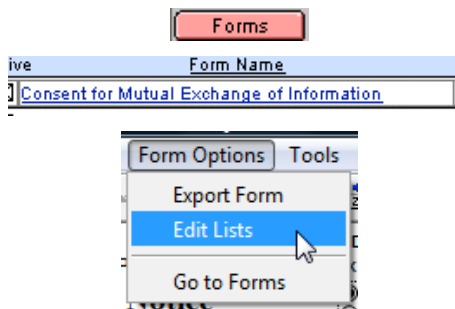 Forms
ive Form Name
Consent for Mutual Exchange of Information
Form Options Tools
Export Form
Edit Lists
Go to Forms